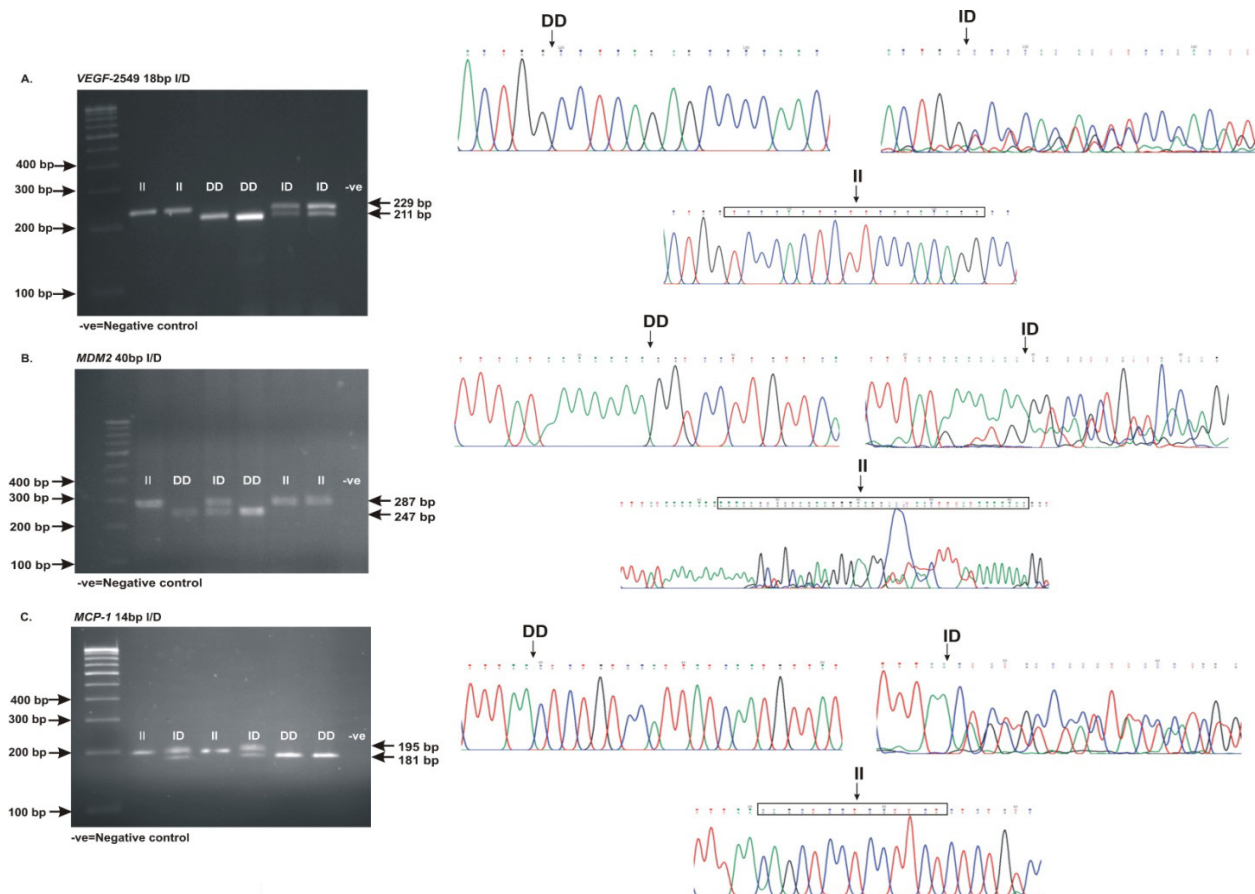 A.
VEGF-2549 18bp I/D
400 bp
300 bp
200 bp
100 bp
II II DD DD ID ID -ve
229 bp
211 bp
-ve=Negative control
DD
ID
II
B.
MDM2 40bp I/D
400 bp
300 bp
200 bp
100 bp
II DD ID DD II II -ve
287 bp
247 bp
-ve=Negative control
DD
ID
II
C.
MCP-1 14bp I/D
400 bp
300 bp
200 bp
100 bp
II ID II ID DD DD -ve
195 bp
181 bp
-ve=Negative control
DD
ID
II